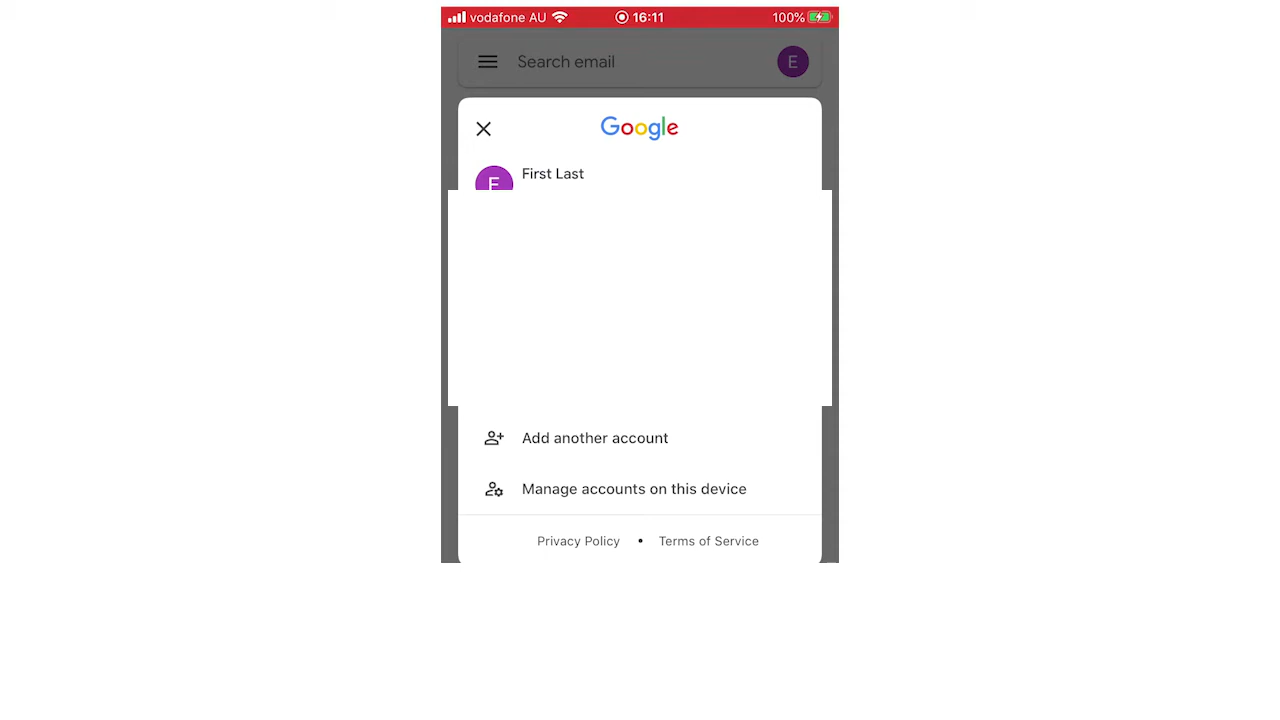 vodafone AU 16:11 100%
Search email E
Google
First Last
E
Add another account
Manage accounts on this device
Privacy Policy • Terms of Service